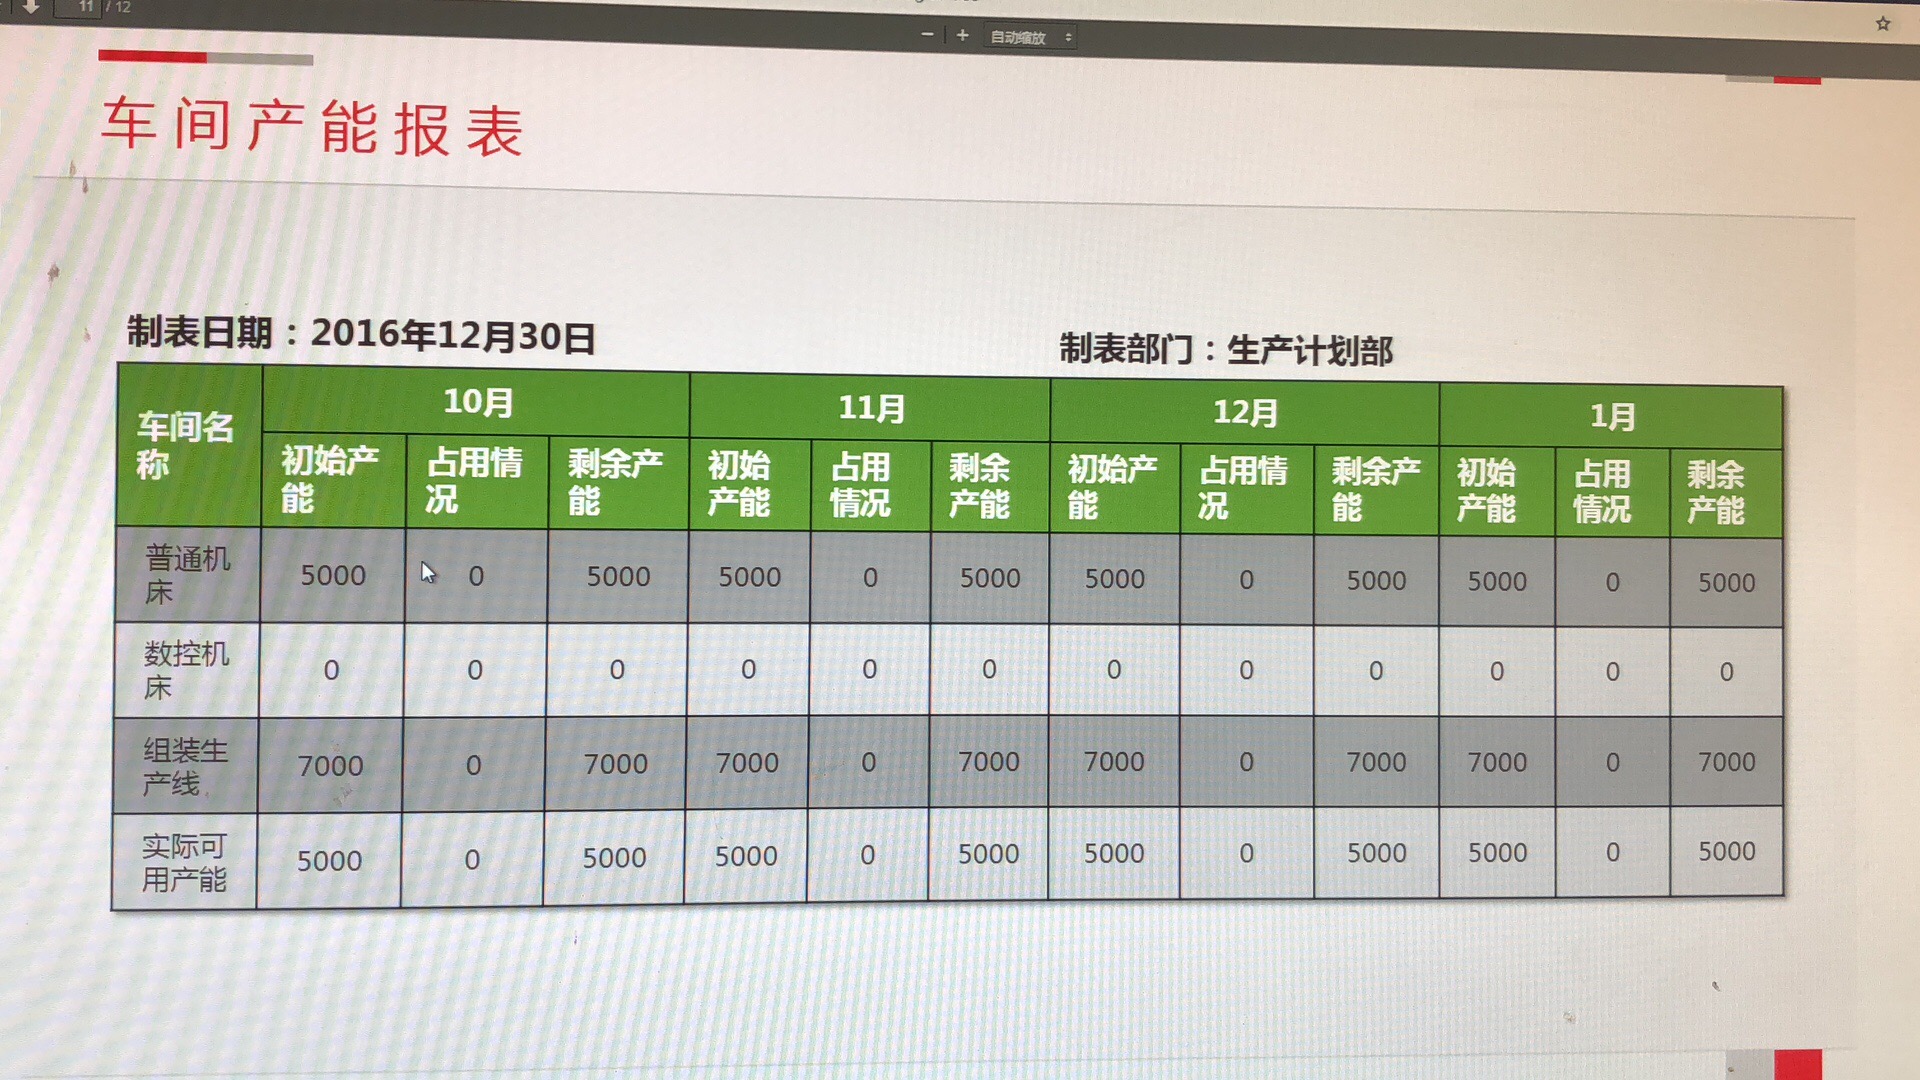 11 / 12
自动缩放
车间产能报表
制表日期：2016年12月30日
制表部门：生产计划部
车间名称 10月 11月 12月 1月
初始产能 占用情况 剩余产能 初始产能 占用情况 剩余产能 初始产能 占用情况 剩余产能 初始产能 占用情况 剩余产能
普通机床 5000 0 5000 5000 0 5000 5000 0 5000 5000 0 5000
数控机床 0 0 0 0 0 0 0 0 0 0 0 0
组装生产线 7000 0 7000 7000 0 7000 7000 0 7000 7000 0 7000
实际可用产能 5000 0 5000 5000 0 5000 5000 0 5000 5000 0 5000